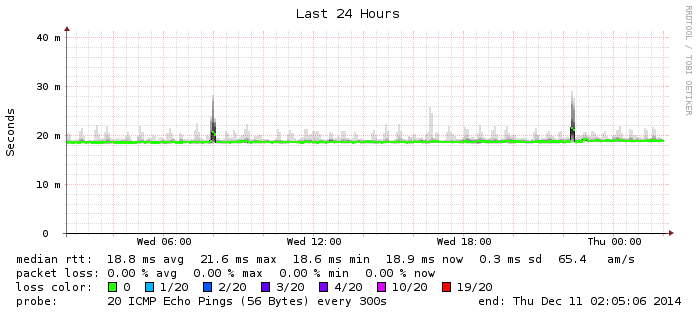 Last 24 Hours
RRDTOOL / TOBI OETIKER
Seconds
40 m
30 m
20 m
10 m
0
Wed 06:00 Wed 12:00 Wed 18:00 Thu 00:00
median rtt: 18.8 ms avg 21.6 ms max 18.6 ms min 18.9 ms now 0.3 ms sd 65.4 am/s
packet loss: 0.00 % avg 0.00 % max 0.00 % min 0.00 % now
loss color: 0 1/20 2/20 3/20 4/20 10/20 19/20
probe: 20 ICMP Echo Pings (56 Bytes) every 300s end: Thu Dec 11 02:05:06 2014